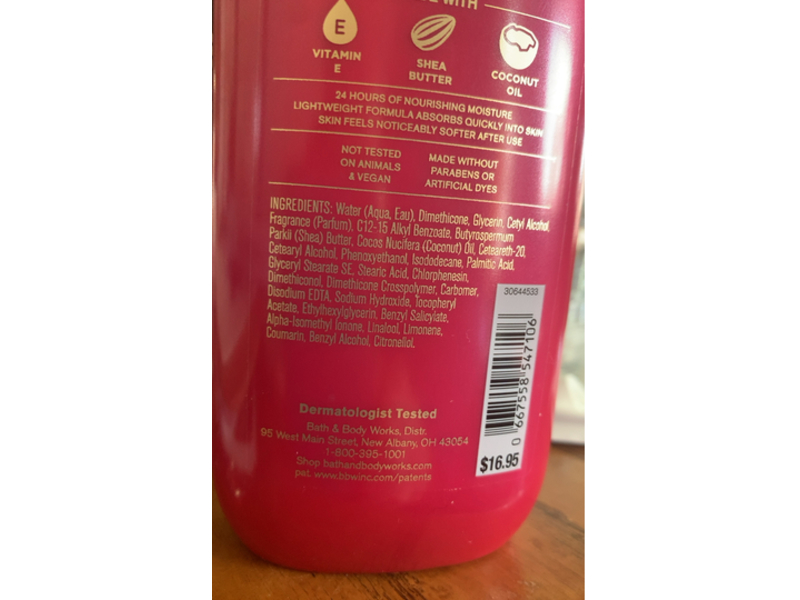 WITH
E
VITAMIN
E
SHEA
BUTTER
COCONUT
OIL
24 HOURS OF NOURISHING MOISTURE
LIGHTWEIGHT FORMULA ABSORBS QUICKLY INTO SKIN
SKIN FEELS NOTICEABLY SOFTER AFTER USE
NOT TESTED
ON ANIMALS
& VEGAN
MADE WITHOUT
PARABENS OR
ARTIFICIAL DYES
INGREDIENTS: Water (Aqua, Eau), Dimethicone, Glycerin, Cetyl Alcohol,
Fragrance (Parfum), C12-15 Alkyl Benzoate, Butyrospermum
Parkii (Shea) Butter, Cocos Nucifera (Coconut) Oil, Ceteareth-20,
Cetearyl Alcohol, Phenoxyethanol, Isododecane, Palmitic Acid,
Glyceryl Stearate SE, Stearic Acid, Chlorphenesin,
Dimethiconol, Dimethicone Crosspolymer, Carbomer,
Disodium EDTA, Sodium Hydroxide, Tocopheryl
Acetate, Ethylhexylglycerin, Benzyl Salicylate,
Alpha-Isomethyl Ionone, Linalool, Limonene,
Coumarin, Benzyl Alcohol, Citronellol.
30644533
0 667558 547106
$16.95
Dermatologist Tested
Bath & Body Works, Distr.
95 West Main Street, New Albany, OH 43054
1-800-395-1001
Shop bathandbodyworks.com
pat. www.bbwinc.com/patents